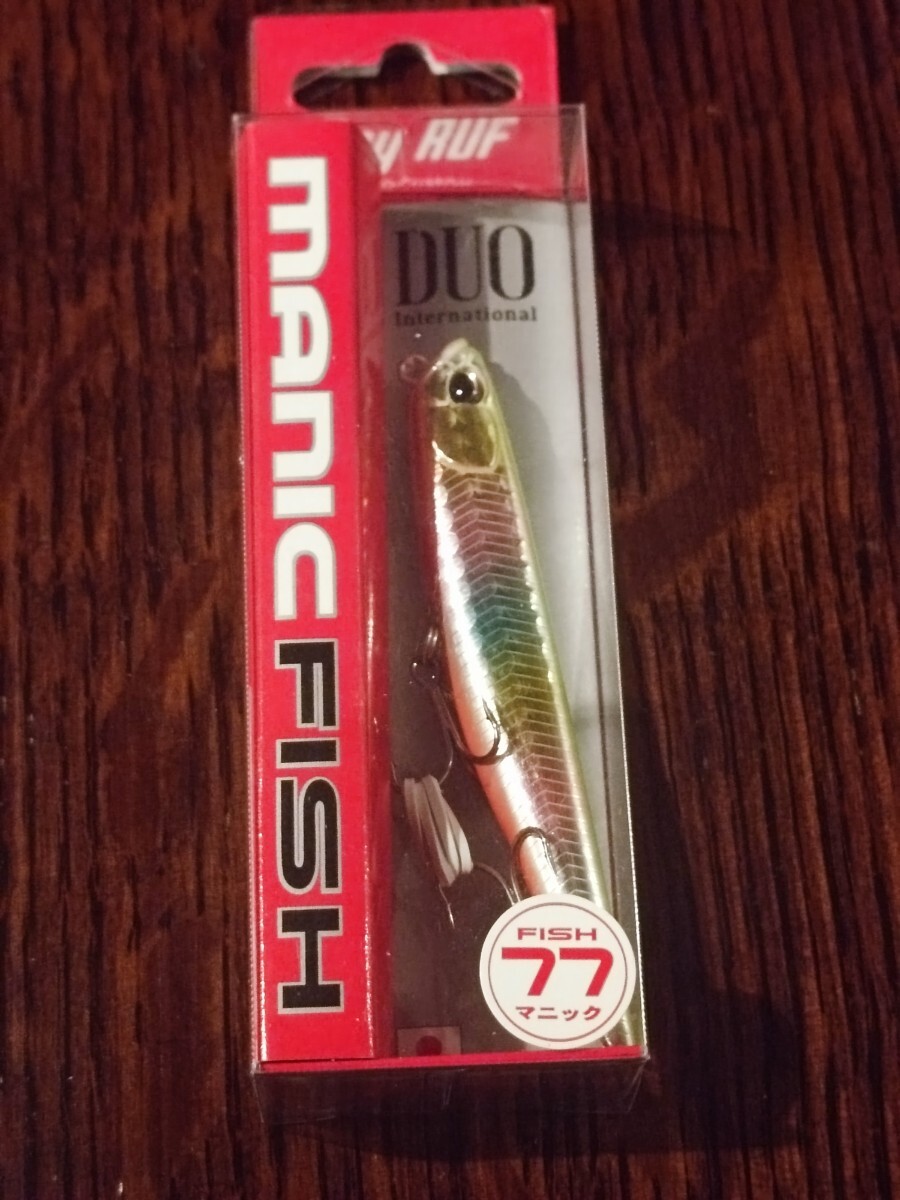 RUF
MANIC FISH
DUO
International
FISH
77
マニック